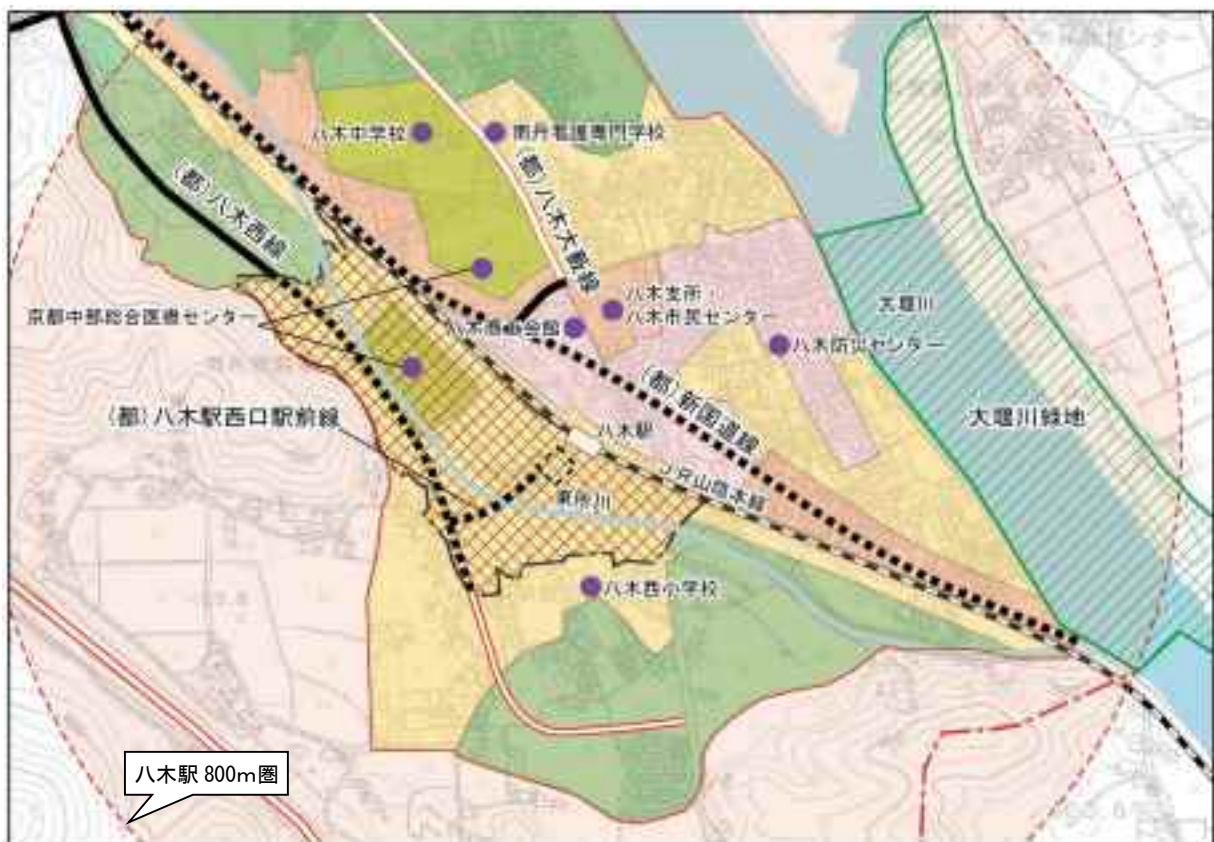 八木中学校
南丹看護専門学校
(都)八木西線
(都)八木大藪線
京都中部総合医療センター
八木支所・
八木市民センター
八木防災センター
大堰川
大堰川緑地
(都)新国道線
(都)八木駅西口駅前線
八木駅
JR山陰本線
東所川
八木西小学校
八木駅 800m圏